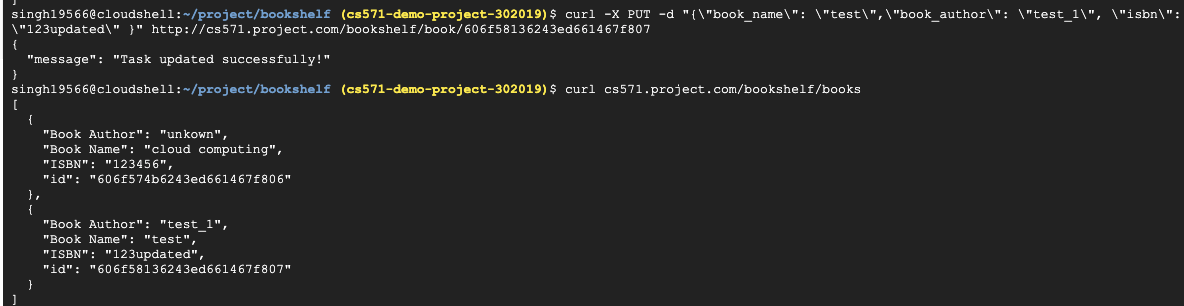 ]
singh19566@cloudshell:~/project/bookshelf (cs571-demo-project-302019)$ curl -X PUT -d "{\"book_name\": \"test\",\"book_author\": \"test_1\", \"isbn\":
\"123updated\" }" http://cs571.project.com/bookshelf/book/606f58136243ed661467f807
{
  "message": "Task updated successfully!"
}
singh19566@cloudshell:~/project/bookshelf (cs571-demo-project-302019)$ curl cs571.project.com/bookshelf/books
[
  {
    "Book Author": "unkown",
    "Book Name": "cloud computing",
    "ISBN": "123456",
    "id": "606f574b6243ed661467f806"
  },
  {
    "Book Author": "test_1",
    "Book Name": "test",
    "ISBN": "123updated",
    "id": "606f58136243ed661467f807"
  }
]